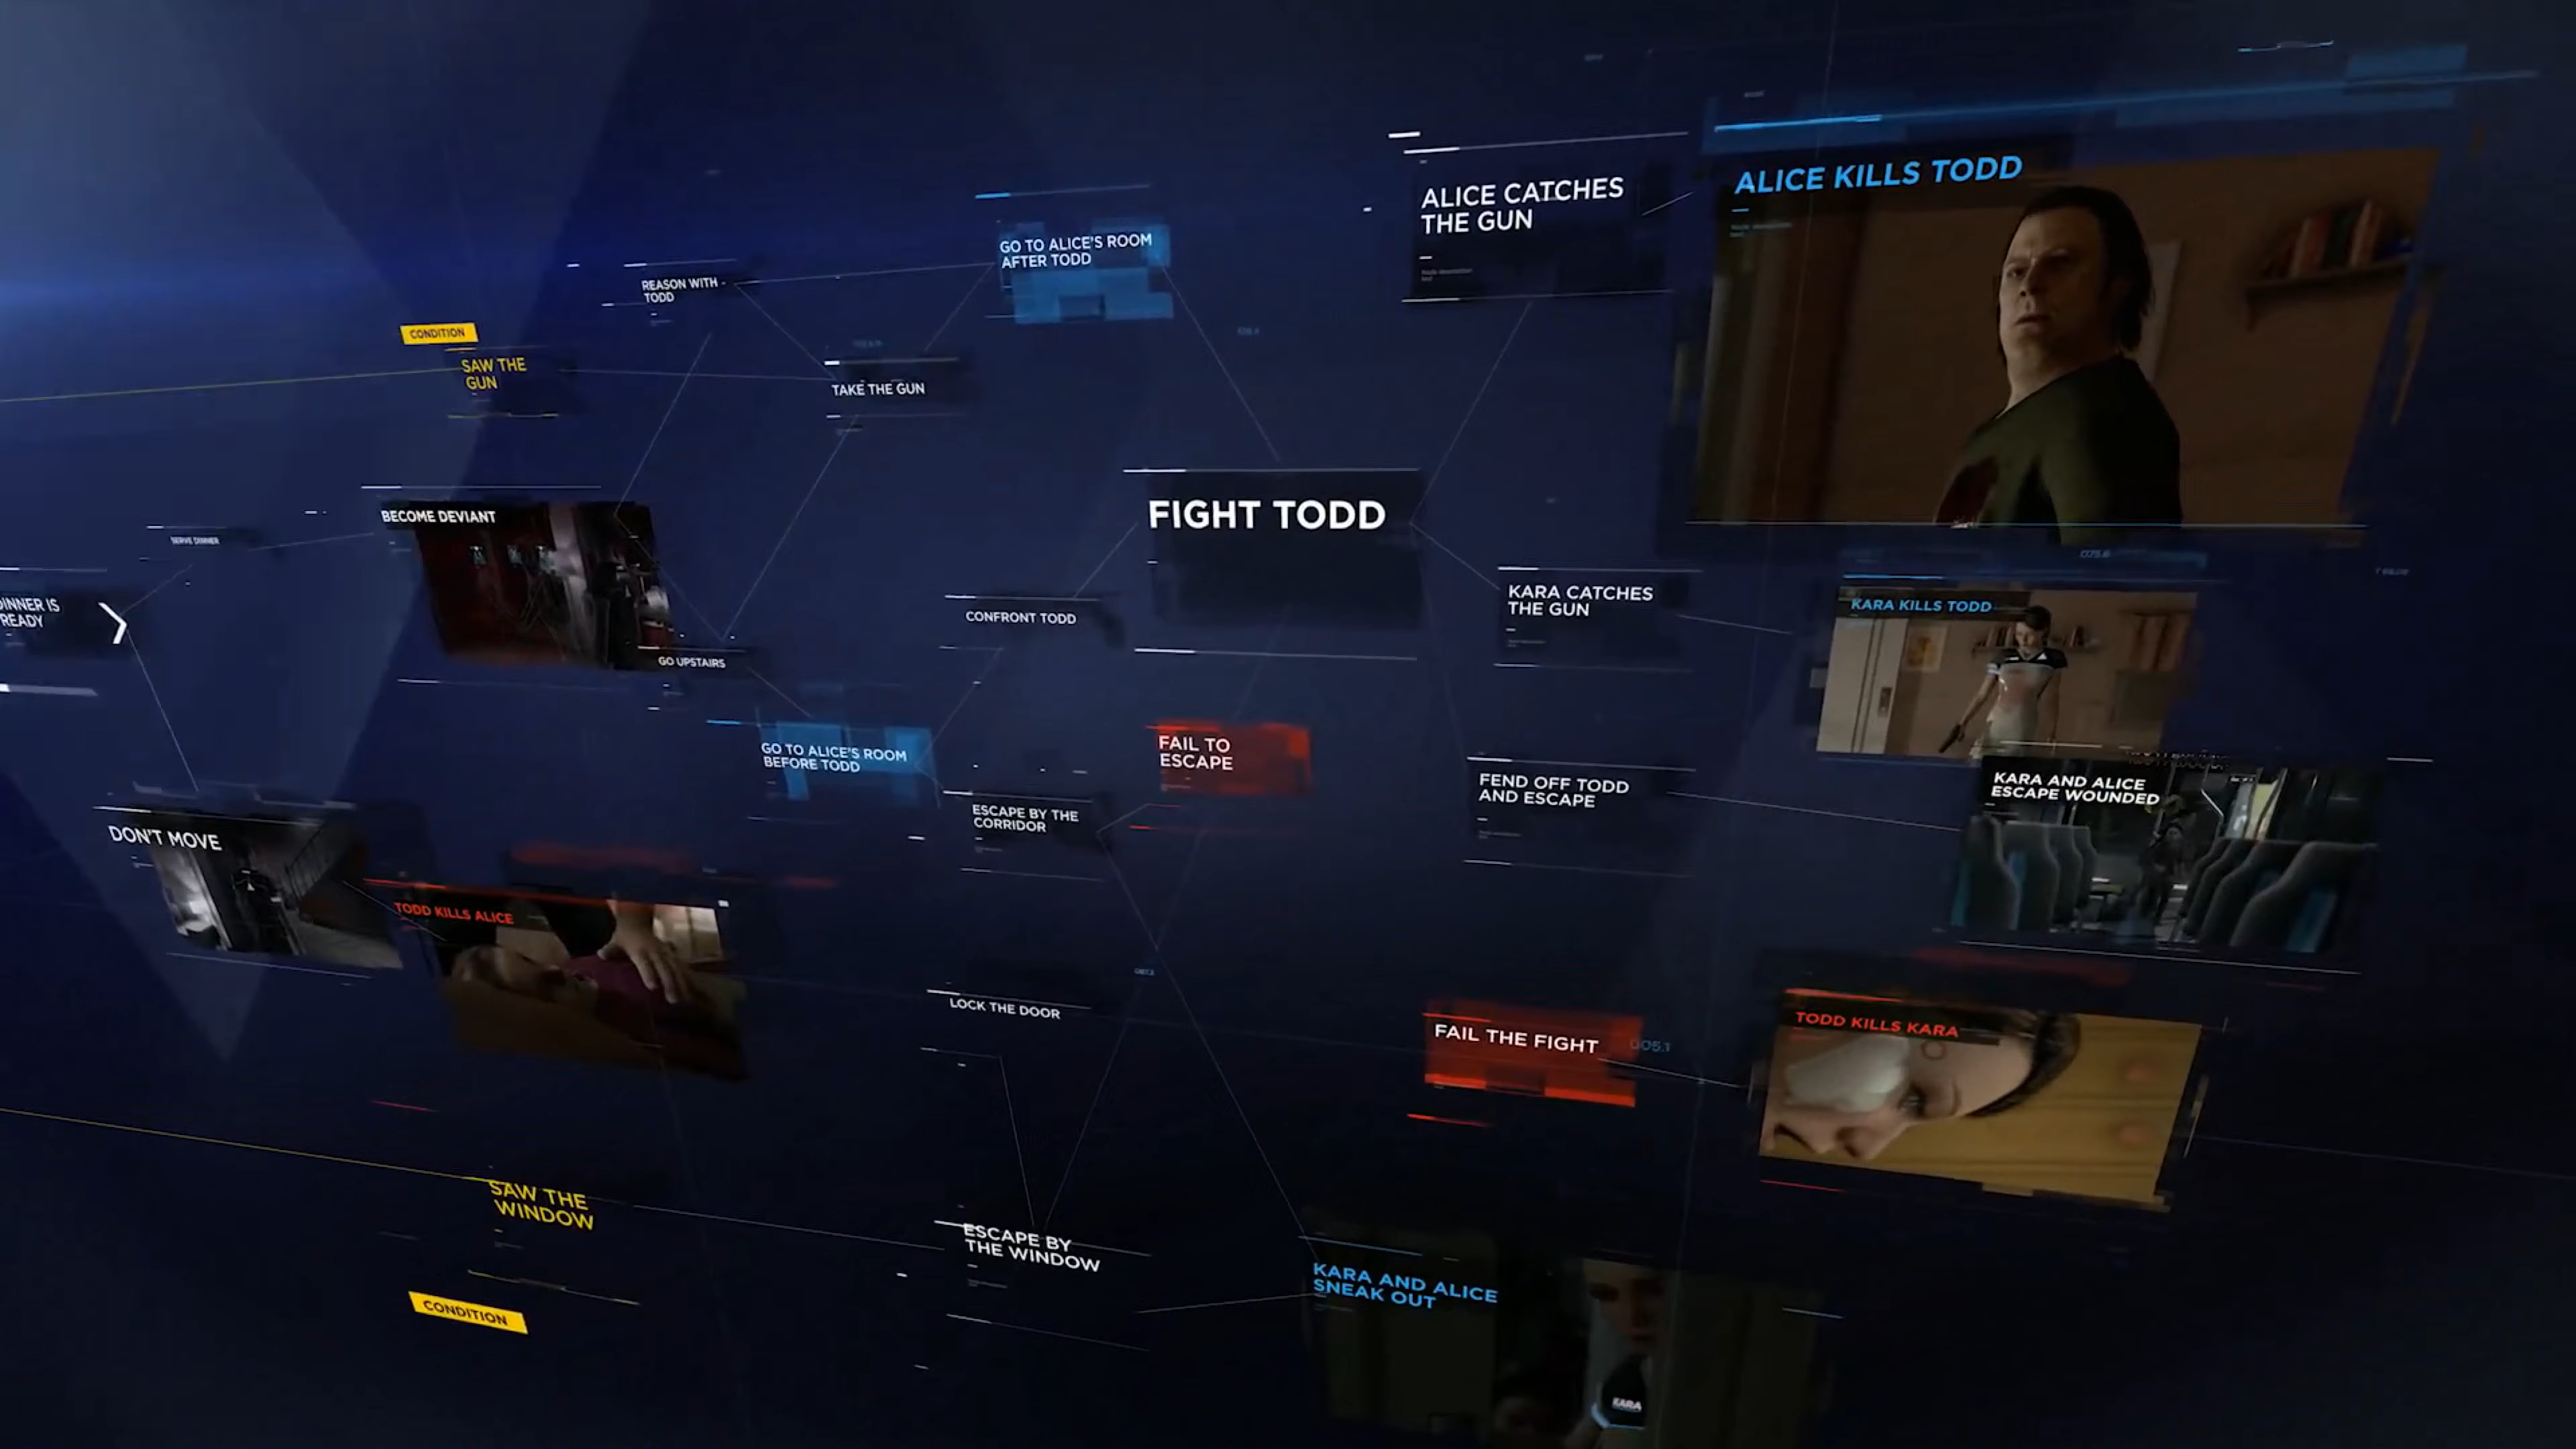 ALICE KILLS TODD
ALICE CATCHES
THE GUN
GO TO ALICE'S ROOM
AFTER TODD
REASON WITH
TODD
CONDITION
SAW THE
GUN
TAKE THE GUN
BECOME DEVIANT
FIGHT TODD
SERVE DINNER
DINNER IS
READY
CONFRONT TODD
KARA CATCHES
THE GUN
KARA KILLS TODD
GO UPSTAIRS
GO TO ALICE'S ROOM
BEFORE TODD
FAIL TO
ESCAPE
FEND OFF TODD
AND ESCAPE
KARA AND ALICE
ESCAPE WOUNDED
ESCAPE BY THE
CORRIDOR
DON'T MOVE
TODD KILLS ALICE
LOCK THE DOOR
FAIL THE FIGHT
TODD KILLS KARA
SAW THE
WINDOW
ESCAPE BY
THE WINDOW
KARA AND ALICE
SNEAK OUT
CONDITION
KARA